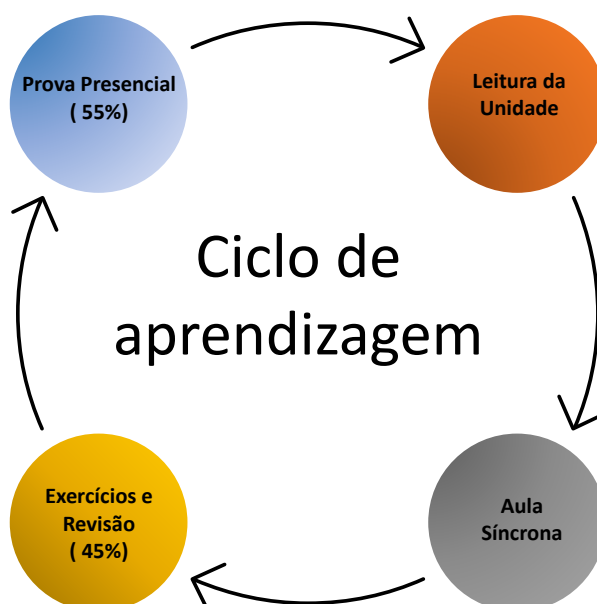 Prova Presencial
( 55%)
Leitura da
Unidade
Ciclo de
aprendizagem
Exercícios e
Revisão
( 45%)
Aula
Síncrona